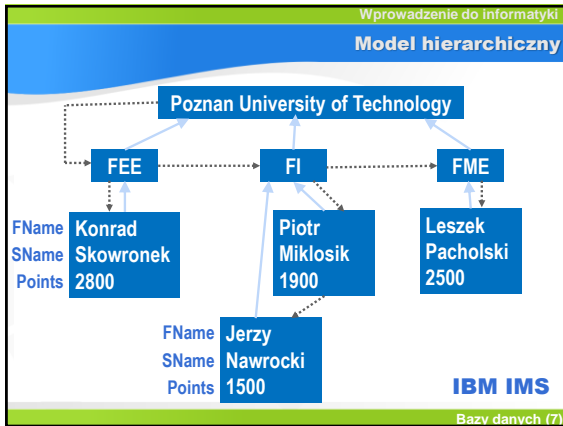 Wprowadzenie do informatyki
Model hierarchiczny
Poznan University of Technology
FEE
FI
FME
FName
SName
Points
Konrad
Skowronek
2800
Piotr
Miklosik
1900
Leszek
Pacholski
2500
FName
SName
Points
Jerzy
Nawrocki
1500
IBM IMS
Bazy danych (7)